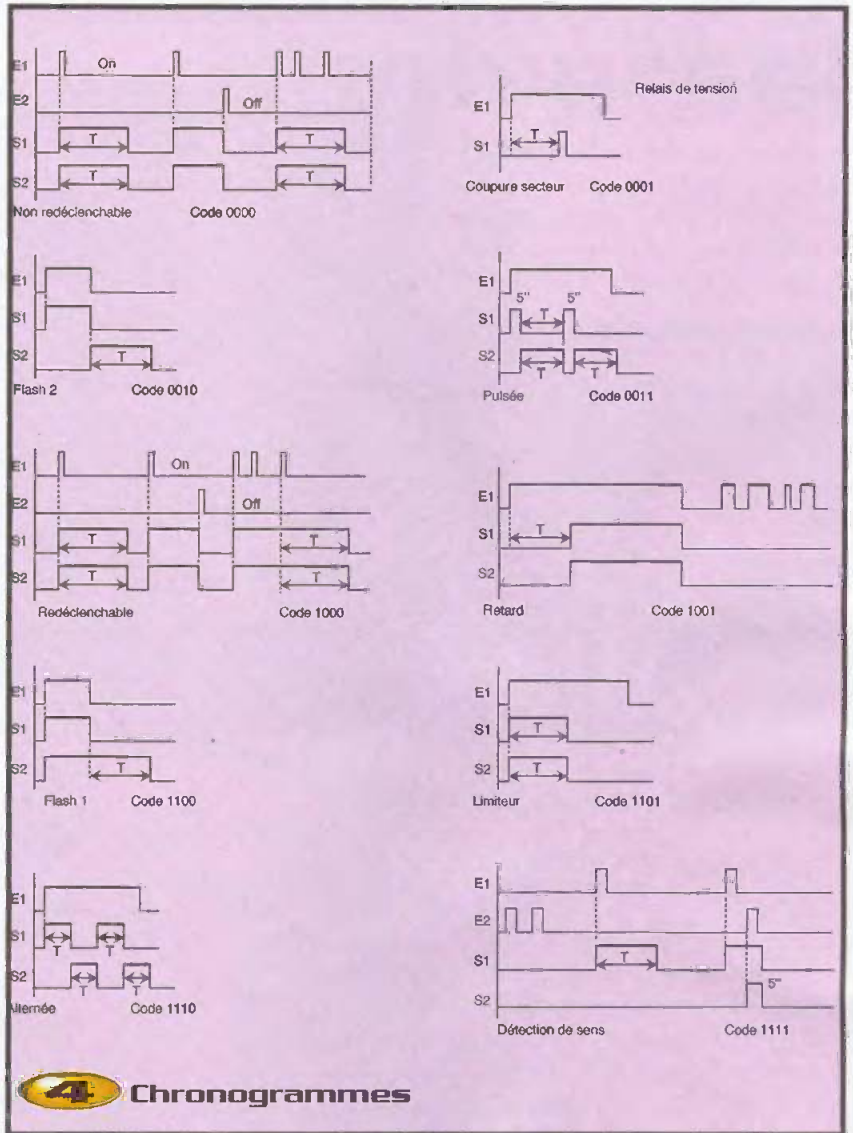 E1
On
E2
Off
S1
T
T
S2
T
T
Non redéclenchable
Code 0000
Relais de tension
E1
S1
T
Coupure secteur
Code 0001
E1
S1
S2
T
Flash 2
Code 0010
E1
5"
5"
S1
T
S2
T
T
Pulsée
Code 0011
E1
On
E2
Off
S1
T
T
S2
T
T
Redéclenchable
Code 1000
E1
S1
T
S2
Retard
Code 1001
E1
S1
S2
T
Flash 1
Code 1100
E1
S1
T
S2
T
Limiteur
Code 1101
E1
S1
T
T
S2
T
T
Alternée
Code 1110
E1
E2
S1
T
S2
5"
Détection de sens
Code 1111
4 Chronogrammes